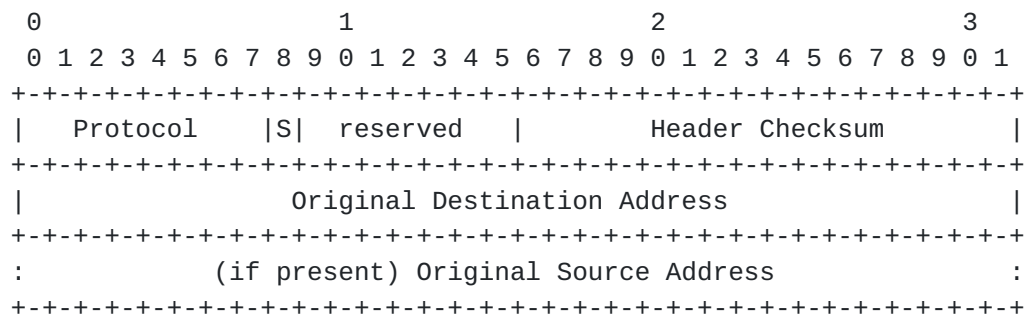 0                   1                   2                   3
 0 1 2 3 4 5 6 7 8 9 0 1 2 3 4 5 6 7 8 9 0 1 2 3 4 5 6 7 8 9 0 1
+-+-+-+-+-+-+-+-+-+-+-+-+-+-+-+-+-+-+-+-+-+-+-+-+-+-+-+-+-+-+-+-+
|   Protocol    |S|  reserved   |        Header Checksum        |
+-+-+-+-+-+-+-+-+-+-+-+-+-+-+-+-+-+-+-+-+-+-+-+-+-+-+-+-+-+-+-+-+
|                 Original Destination Address                  |
+-+-+-+-+-+-+-+-+-+-+-+-+-+-+-+-+-+-+-+-+-+-+-+-+-+-+-+-+-+-+-+-+
:            (if present) Original Source Address               :
+-+-+-+-+-+-+-+-+-+-+-+-+-+-+-+-+-+-+-+-+-+-+-+-+-+-+-+-+-+-+-+-+